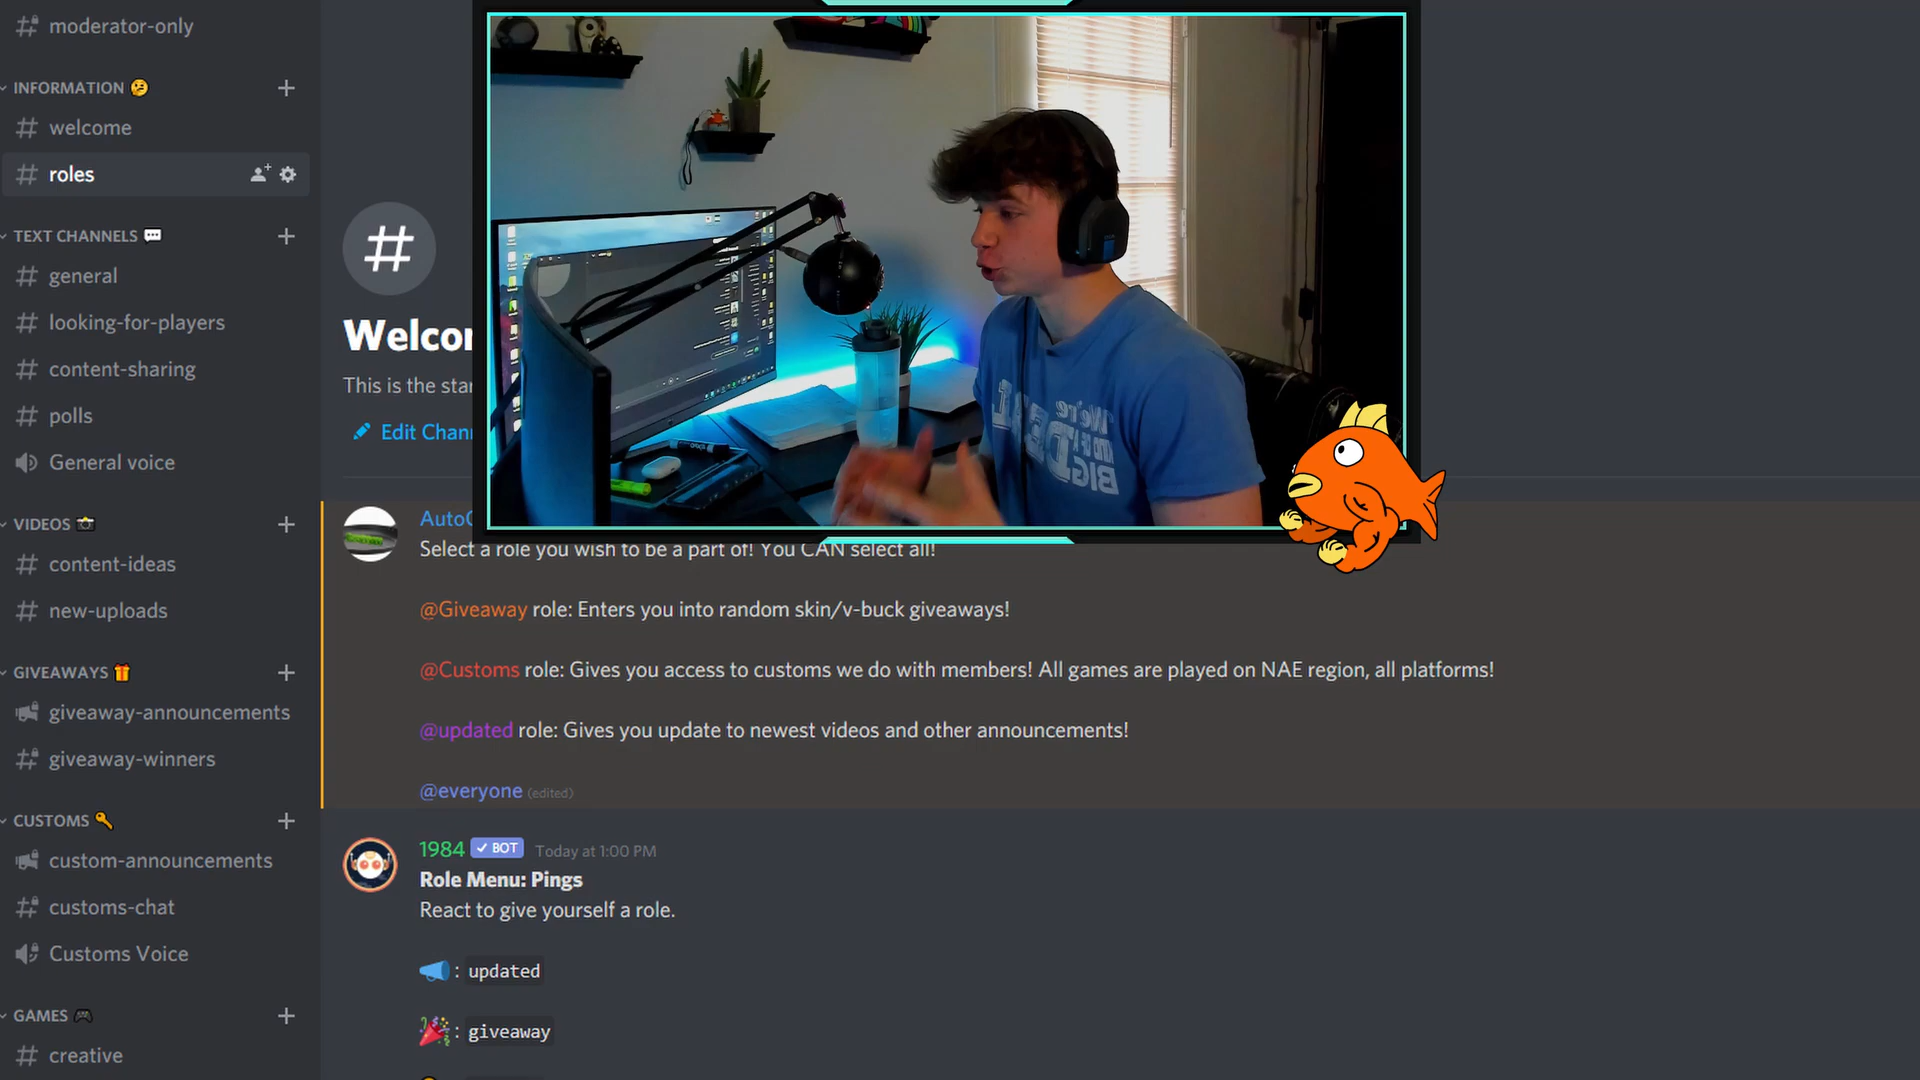 moderator-only
INFORMATION
welcome
roles
TEXT CHANNELS
general
looking-for-players
content-sharing
polls
General voice
VIDEOS
content-ideas
new-uploads
GIVEAWAYS
giveaway-announcements
giveaway-winners
CUSTOMS
custom-announcements
customs-chat
Customs Voice
GAMES
creative
#
This is the
Edit
Select a role you wish to be a part of! You CAN select all!
@Giveaway role: Enters you into random skin/v-buck giveaways!
@Customs role: Gives you access to customs we do with members! All games are played on NAE region, all platforms!
@updated role: Gives you update to newest videos and other announcements!
@everyone (edited)
1984 BOT Today at 1:00 PM
Role Menu: Pings
React to give yourself a role.
: updated
: giveaway
"We're
BIG